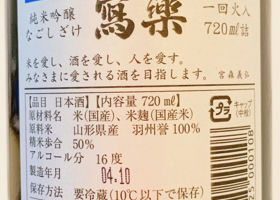 純米吟醸
なごしざけ
寫樂
一回火入
720ml詰
米を愛し、酒を愛し、人を愛す。
みなさまに愛される酒を目指します。
宮森義弘
【品目 日本酒】【内容量 720ml】
原材料名 米(国産)、米麹(国産米)
原料米 山形県産 羽州誉100%
精米歩合 50%
アルコール分 16度
製造年月 04.10
保存方法 要冷蔵(10℃以下で保存)
プラ
キャップ
(中栓)